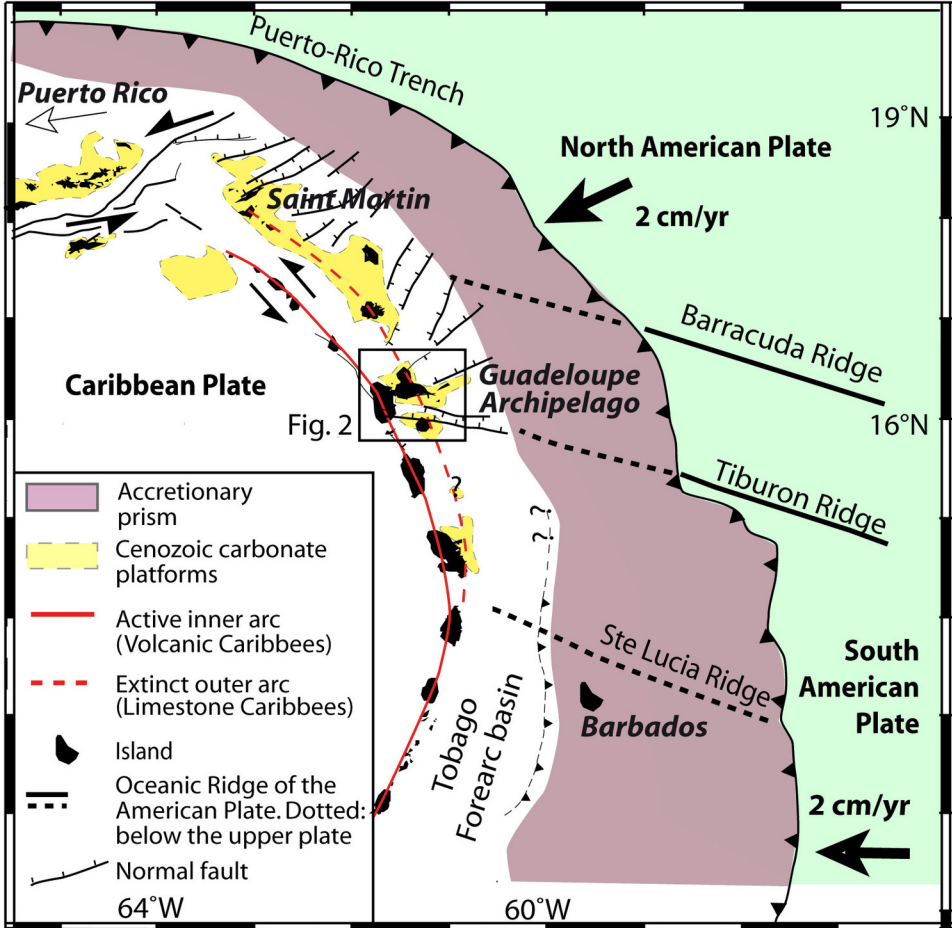 Puerto-Rico Trench
Puerto Rico
19°N
North American Plate
2 cm/yr
Saint Martin
Barracuda Ridge
Caribbean Plate
Guadeloupe
Archipelago
16°N
Fig. 2
Tiburon Ridge
?
?
?
Ste Lucia Ridge
South
American
Plate
Barbados
Tobago
Forearc basin
2 cm/yr
Accretionary
prism
Cenozoic carbonate
platforms
Active inner arc
(Volcanic Caribbees)
Extinct outer arc
(Limestone Caribbees)
Island
Oceanic Ridge of the
American Plate. Dotted:
below the upper plate
Normal fault
64°W
60°W